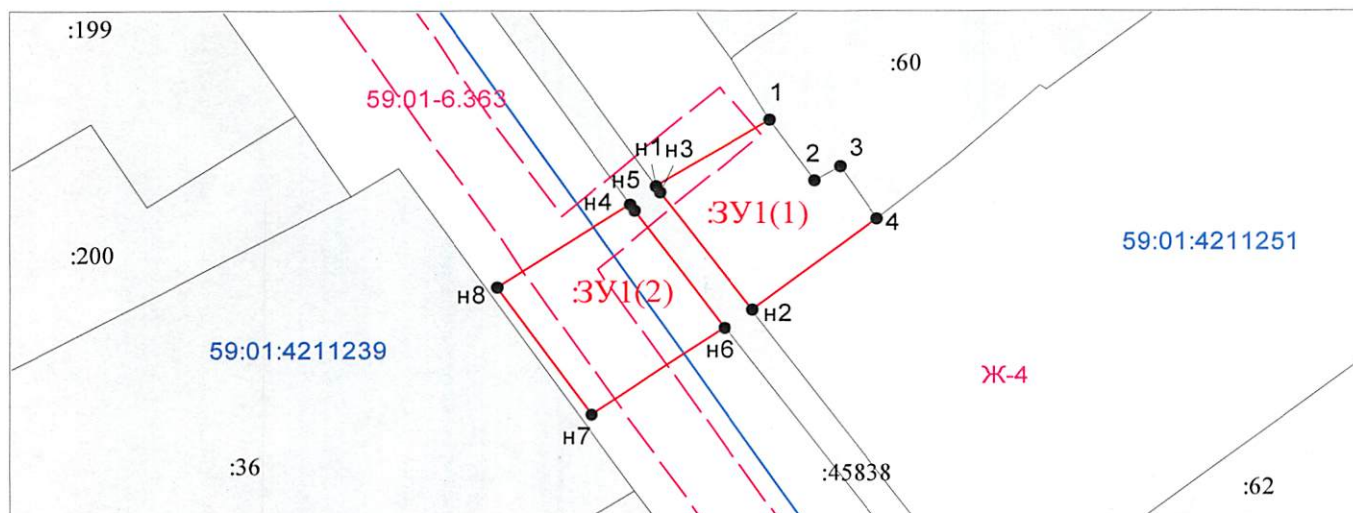 :199
:60
59:01-6.363
1
н1 н3
2 3
н5
н4
:ЗУ1(1)
4
59:01:4211251
:200
н8
:ЗУ1(2)
н2
59:01:4211239
н6
Ж-4
н7
:36
:45838
:62